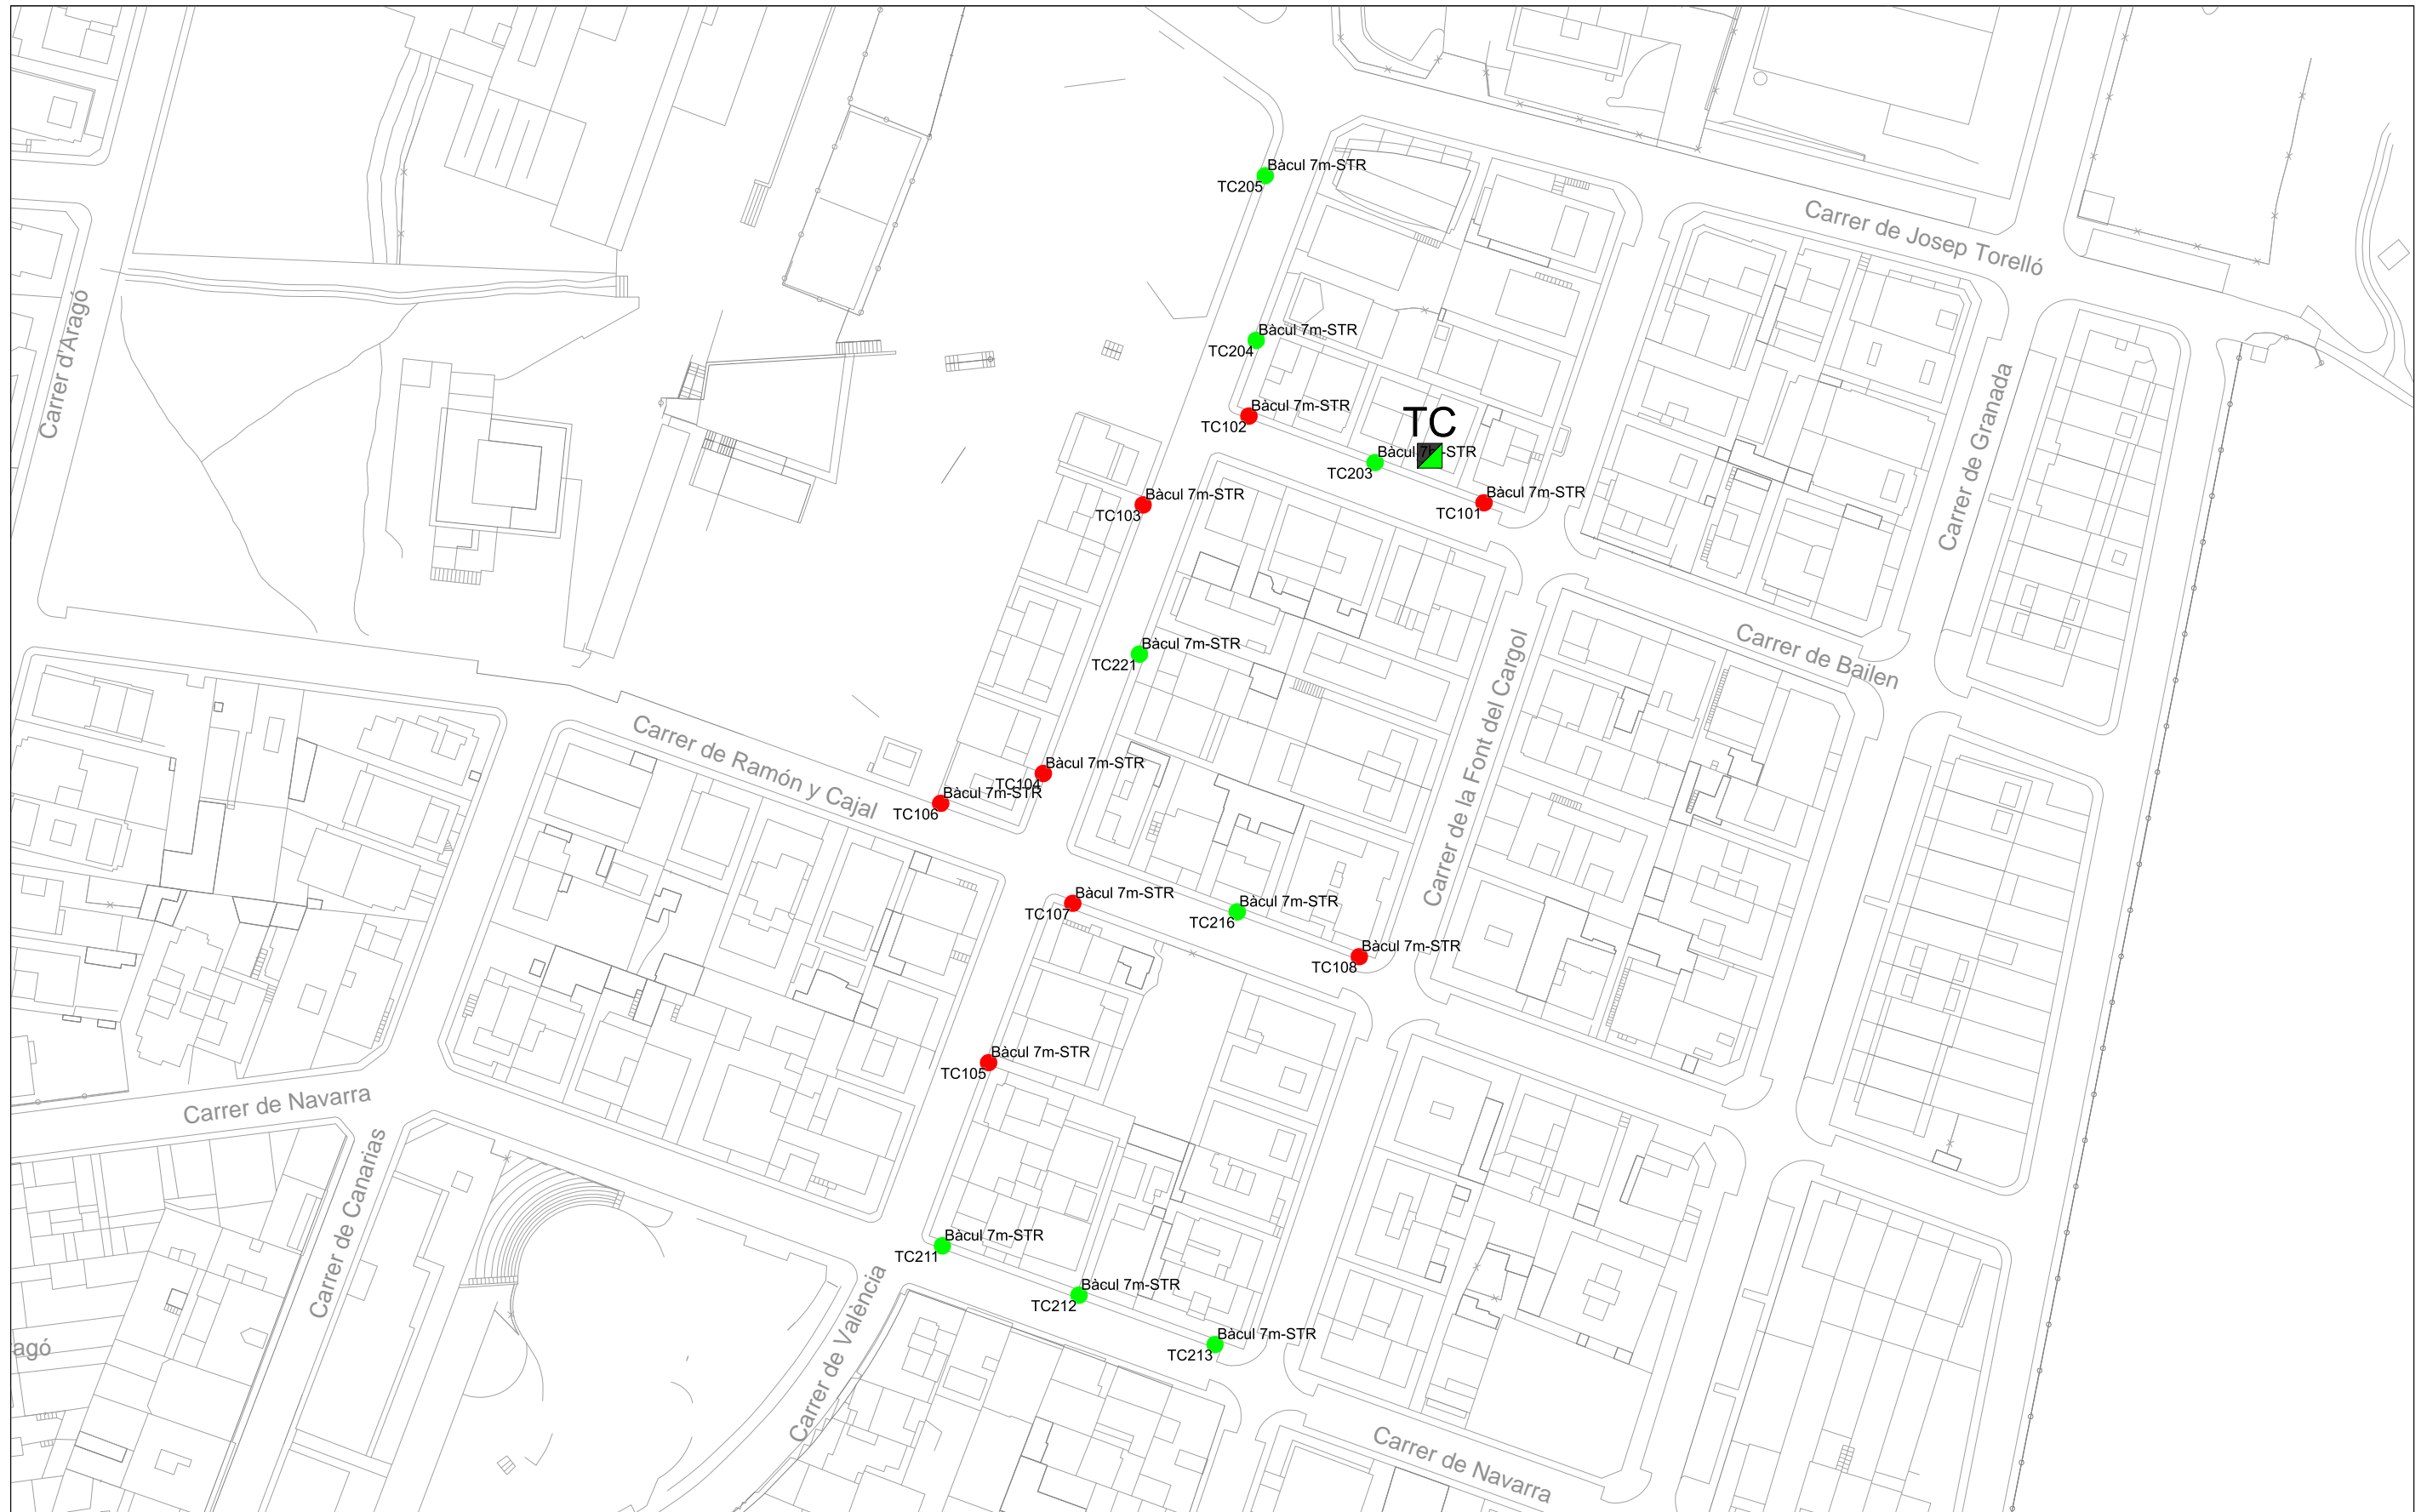 Bàcul 7m-STR
TC205
Carrer de Josep Torelló
Carrer d'Aragó
Bàcul 7m-STR
TC204
Bàcul 7m-STR
TC102
TC
Bàcul 7m-STR
TC203
Carrer de Granada
Bàcul 7m-STR
TC101
Bàcul 7m-STR
TC103
Bàcul 7m-STR
TC221
Carrer de Bailen
Carrer de la Font del Cargol
Carrer de Ramón y Cajal
Bàcul 7m-STR
TC104
Bàcul 7m-STR
TC106
Bàcul 7m-STR
TC107
Bàcul 7m-STR
TC216
Bàcul 7m-STR
TC108
Bàcul 7m-STR
TC105
Carrer de Navarra
Carrer de Canarias
Bàcul 7m-STR
TC211
Bàcul 7m-STR
TC212
Carrer de València
Bàcul 7m-STR
TC213
agó
Carrer de Navarra